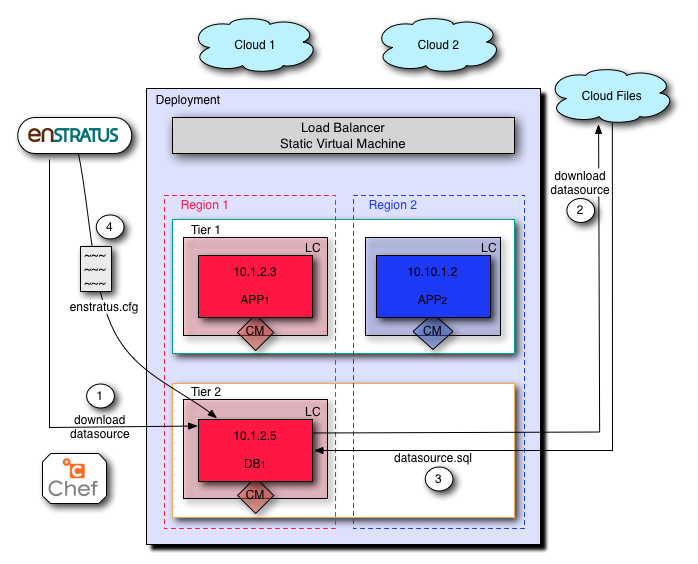 Cloud 1
Cloud 2
Cloud Files
Deployment
Load Balancer
Static Virtual Machine
enSTRATUS
download
datasource
2
Region 1
Region 2
4
Tier 1
LC
10.1.2.3
APP1
CM
LC
10.10.1.2
APP2
CM
~~~
~~~
~~~
enstratus.cfg
1
download
datasource
Tier 2
LC
10.1.2.5
DB1
CM
datasource.sql
3
C
Chef